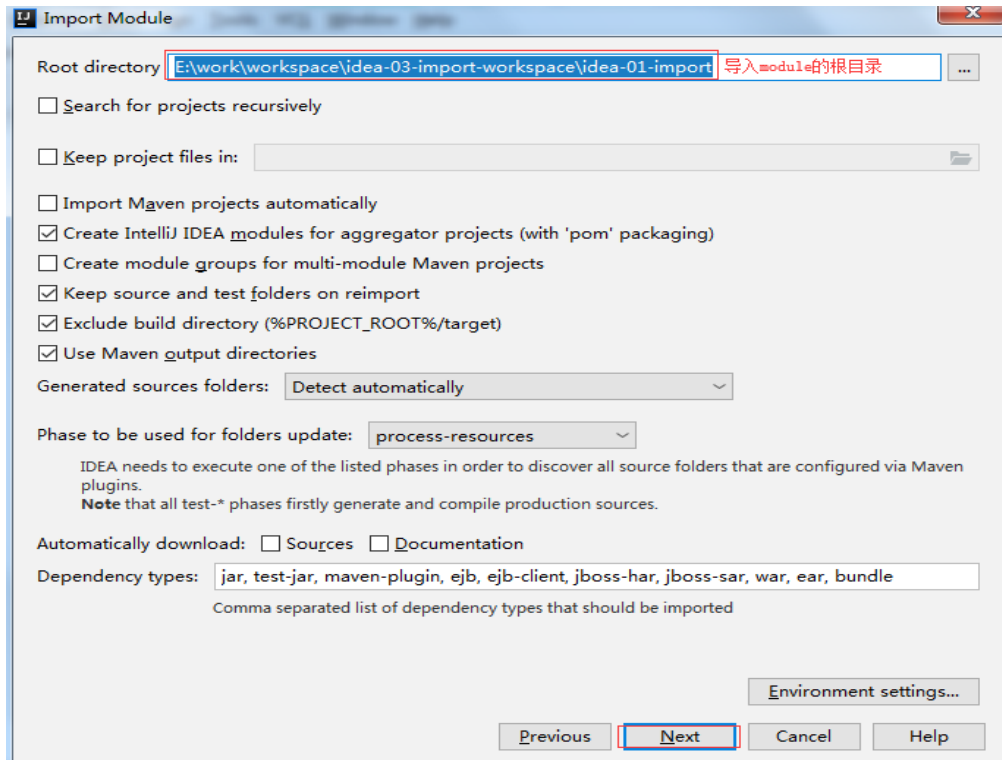 Import Module
Root directory E:\work\workspace\idea-03-import-workspace\idea-01-import 导入module的根目录 ...
Search for projects recursively
Keep project files in:
Import Maven projects automatically
Create IntelliJ IDEA modules for aggregator projects (with 'pom' packaging)
Create module groups for multi-module Maven projects
Keep source and test folders on reimport
Exclude build directory (%PROJECT_ROOT%/target)
Use Maven output directories
Generated sources folders: Detect automatically
Phase to be used for folders update: process-resources
IDEA needs to execute one of the listed phases in order to discover all source folders that are configured via Maven
plugins.
Note that all test-* phases firstly generate and compile production sources.
Automatically download: Sources Documentation
Dependency types: jar, test-jar, maven-plugin, ejb, ejb-client, jboss-har, jboss-sar, war, ear, bundle
Comma separated list of dependency types that should be imported
Environment settings...
Previous Next Cancel Help